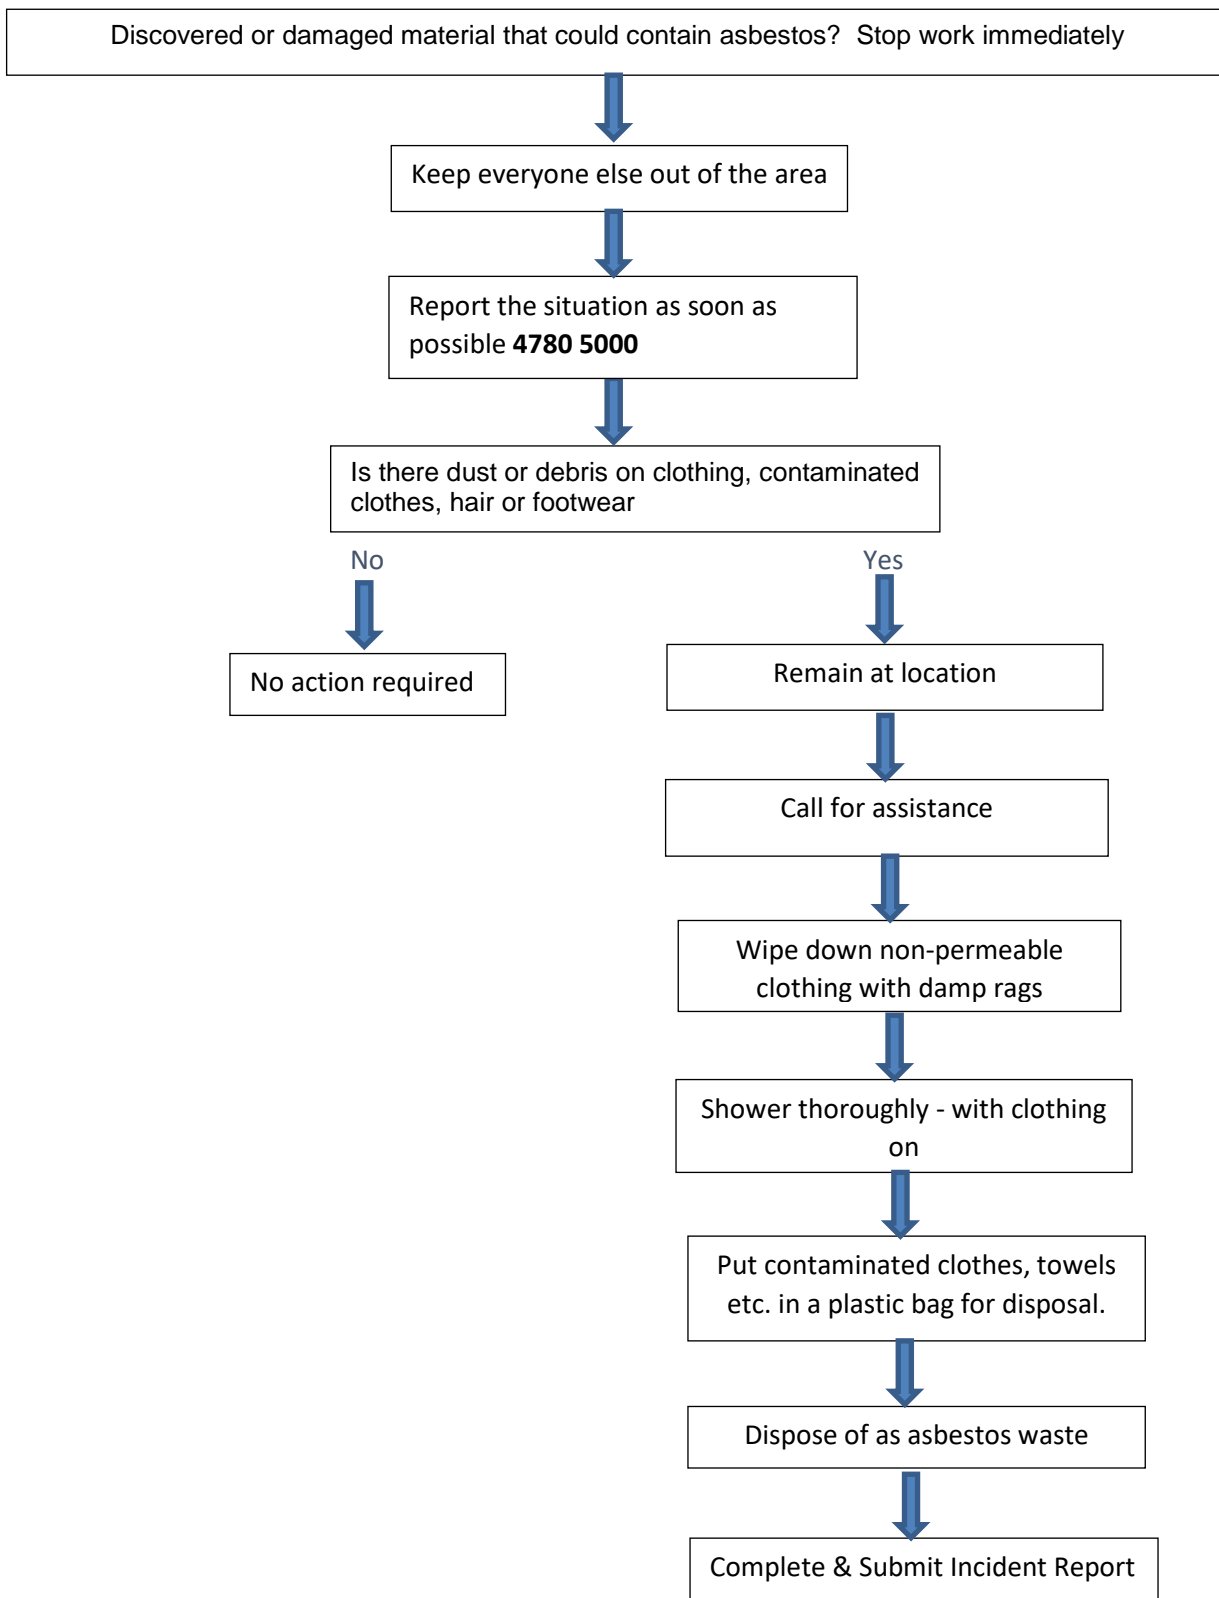 Discovered or damaged material that could contain asbestos?  Stop work immediately
Keep everyone else out of the area
Report the situation as soon as
possible 4780 5000
Is there dust or debris on clothing, contaminated
clothes, hair or footwear
No
Yes
No action required
Remain at location
Call for assistance
Wipe down non-permeable
clothing with damp rags
Shower thoroughly - with clothing
on
Put contaminated clothes, towels
etc. in a plastic bag for disposal.
Dispose of as asbestos waste
Complete & Submit Incident Report